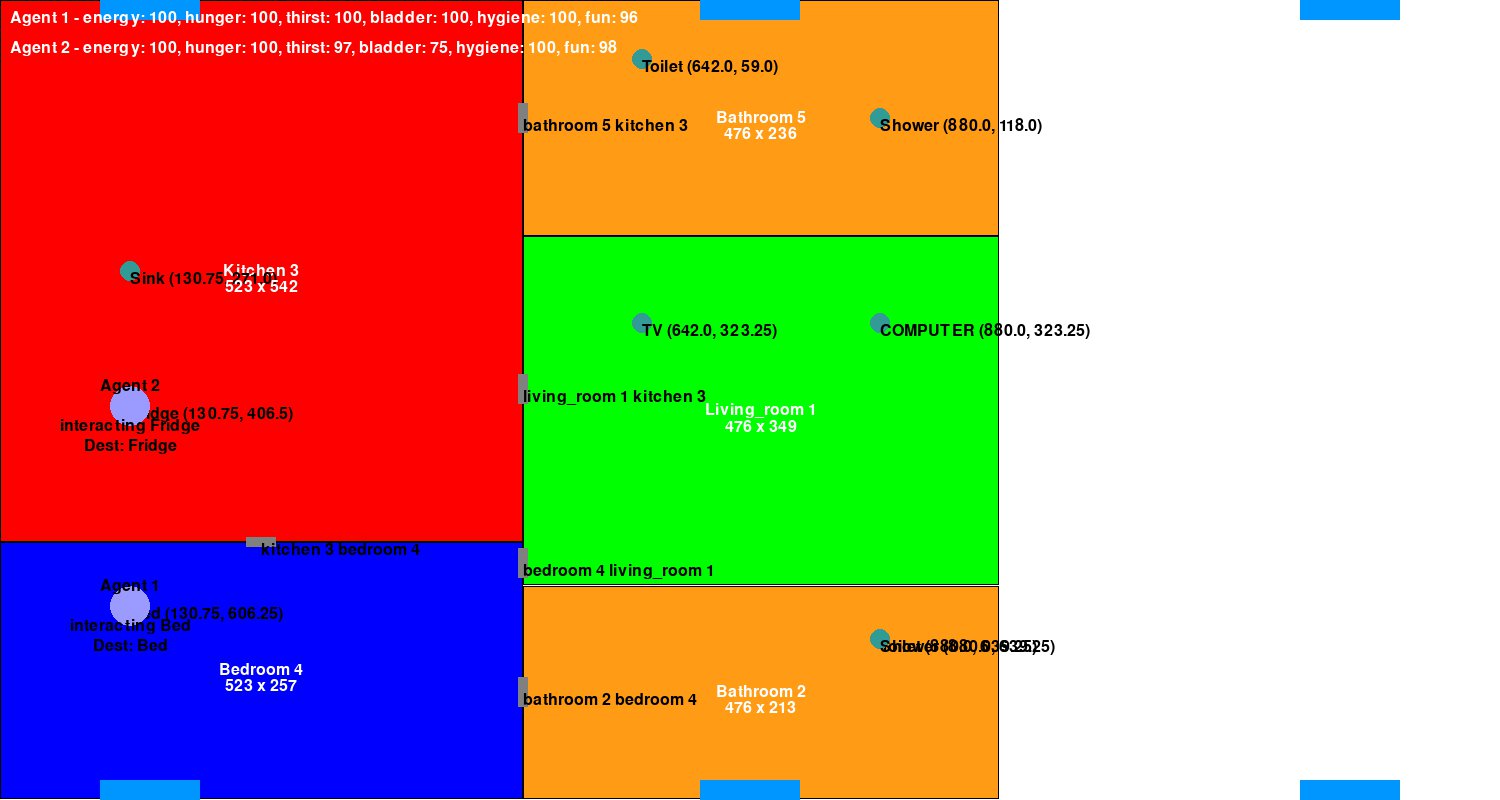 Agent 1 - energy: 100, hunger: 100, thirst: 100, bladder: 100, hygiene: 100, fun: 96
Agent 2 - energy: 100, hunger: 100, thirst: 97, bladder: 75, hygiene: 100, fun: 98
Toilet (642.0, 59.0)
Bathroom 5
476 x 236
bathroom 5 kitchen 3
Shower (880.0, 118.0)
Kitchen 3
523 x 542
Sink (130.75, 271.0)
TV (642.0, 323.25)
COMPUTER (880.0, 323.25)
Agent 2
(130.75, 406.5)
interacting Fridge
Dest: Fridge
living_room 1 kitchen 3
Living_room 1
476 x 349
kitchen 3 bedroom 4
bedroom 4 living_room 1
Agent 1
(130.75, 606.25)
interacting Bed
Dest: Bed
Bedroom 4
523 x 257
bathroom 2 bedroom 4
Bathroom 2
476 x 213